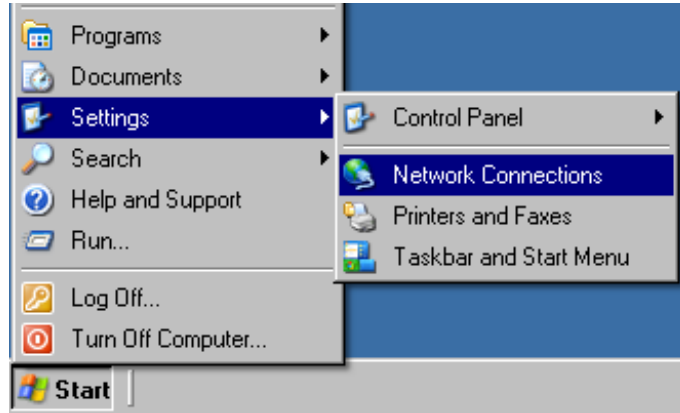 Programs
Documents
Settings
Search
Help and Support
Run...
Log Off...
Turn Off Computer...
Start
Control Panel
Network Connections
Printers and Faxes
Taskbar and Start Menu